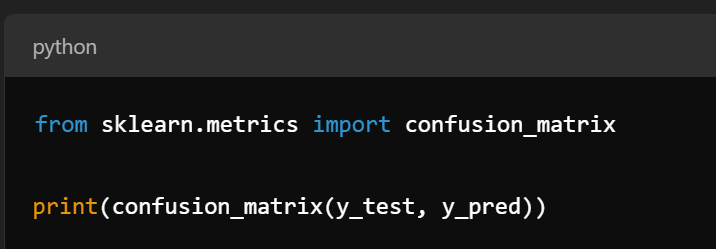 python
from sklearn.metrics import confusion_matrix
print(confusion_matrix(y_test, y_pred))